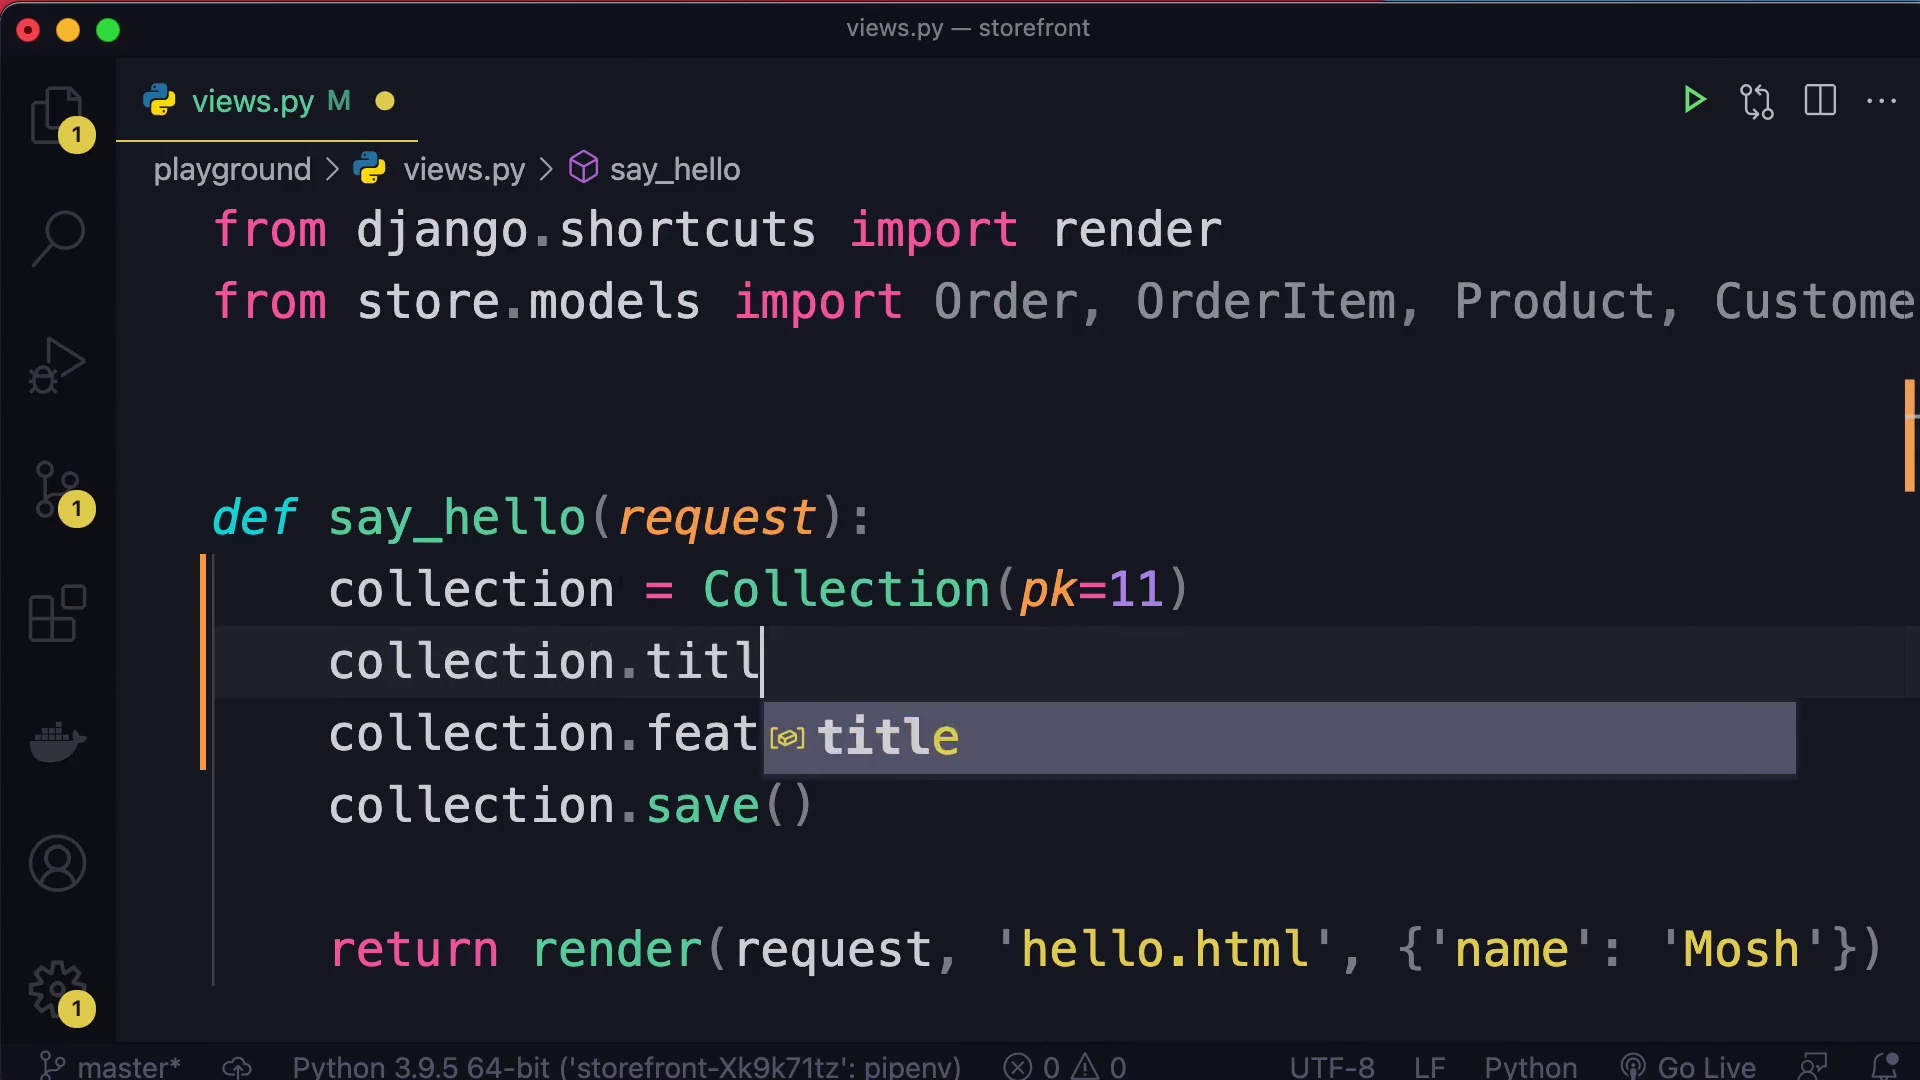 views.py — storefront
views.py M
playground > views.py > say_hello
from django.shortcuts import render
from store.models import Order, OrderItem, Product, Custome
def say_hello(request):
collection = Collection(pk=11)
collection.titl
collection.feat
title
collection.save()
return render(request, 'hello.html', {'name': 'Mosh'})
1
1
1
master* Python 3.9.5 64-bit ('storefront-Xk9k71tz': pipenv) 0 0 UTF-8 LF Python Go Live